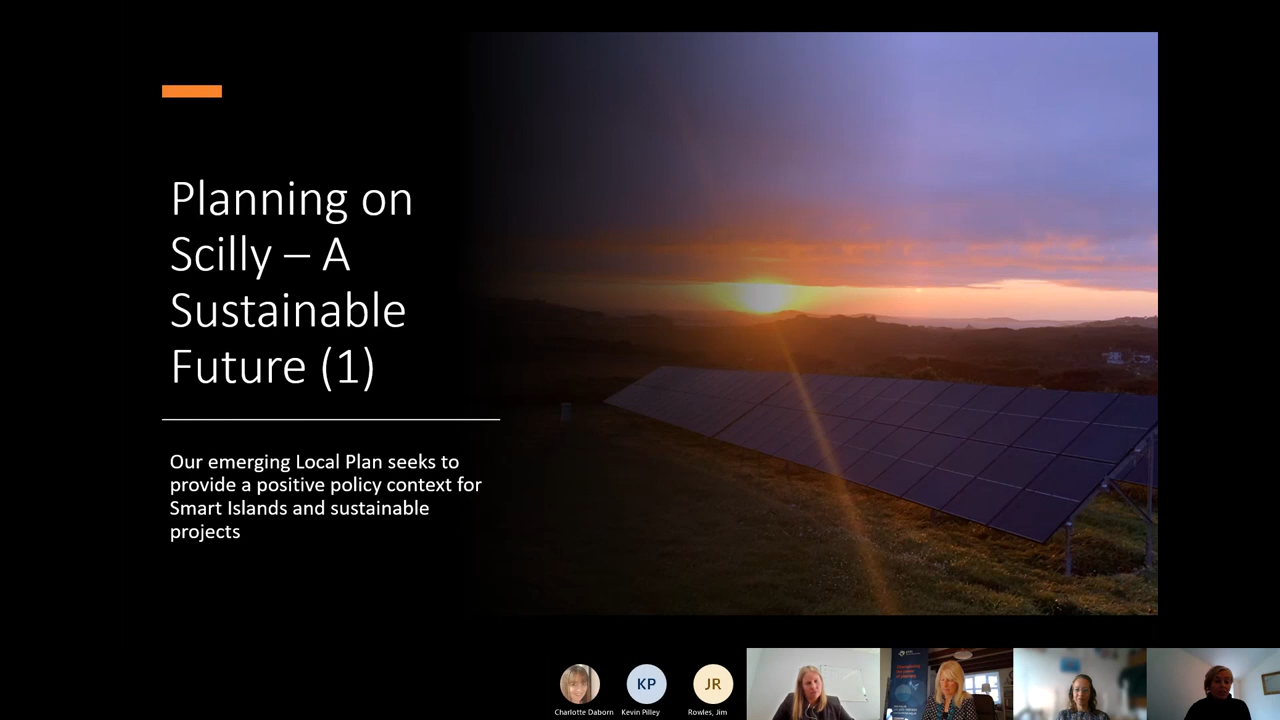 Planning on
Scilly – A
Sustainable
Future (1)
Our emerging Local Plan seeks to
provide a positive policy context for
Smart Islands and sustainable
projects
KP
JR
Charlotte Daborn
Kevin Pilley
Rowles, Jim